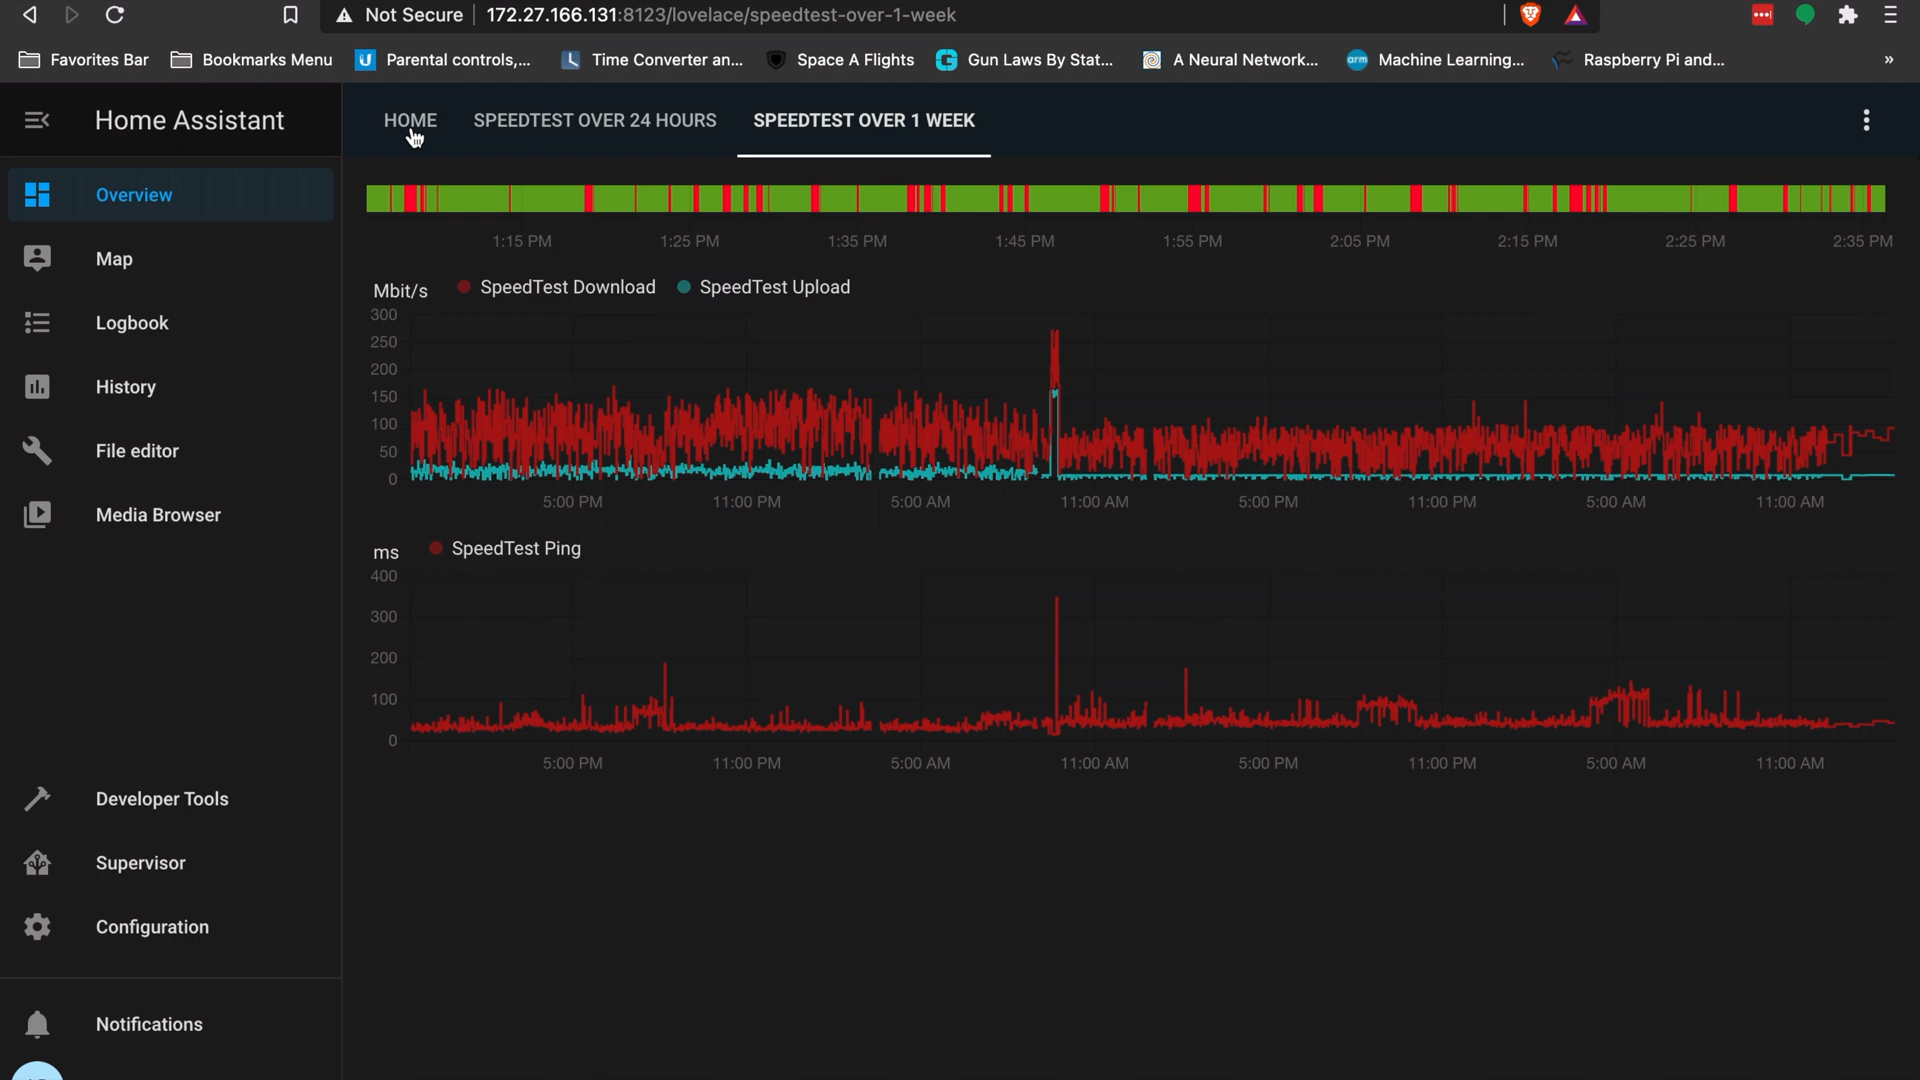 Not Secure 172.27.166.131:8123/lovelace/speedtest-over-1-week
Favorites Bar Bookmarks Menu Parental controls,... Time Converter an... Space A Flights Gun Laws By Stat... A Neural Network... arm Machine Learning... Raspberry Pi and... »
Home Assistant
HOME SPEEDTEST OVER 24 HOURS SPEEDTEST OVER 1 WEEK
Overview
Map
Logbook
History
File editor
Media Browser
Developer Tools
Supervisor
Configuration
Notifications
1:15 PM 1:25 PM 1:35 PM 1:45 PM 1:55 PM 2:05 PM 2:15 PM 2:25 PM 2:35 PM
Mbit/s SpeedTest Download SpeedTest Upload
300
250
200
150
100
50
0
5:00 PM 11:00 PM 5:00 AM 11:00 AM 5:00 PM 11:00 PM 5:00 AM 11:00 AM
ms SpeedTest Ping
400
300
200
100
0
5:00 PM 11:00 PM 5:00 AM 11:00 AM 5:00 PM 11:00 PM 5:00 AM 11:00 AM